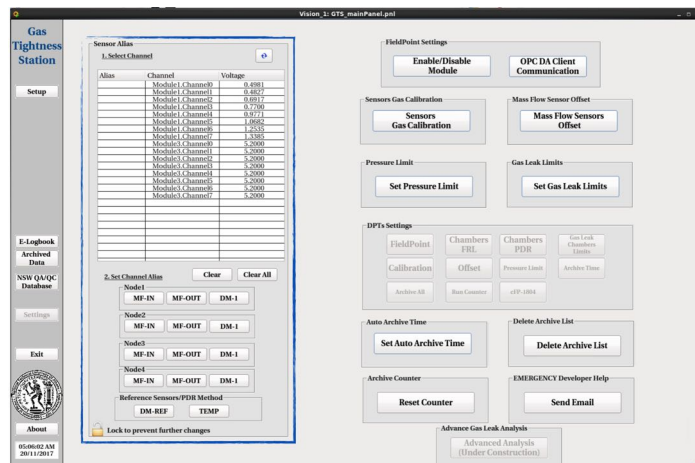 Vision_1: GTS_mainPanel.pnl
Gas
Tightness
Station
Setup
E-Logbook
Archived
Data
NSW QA/QC
Database
Settings
Exit
About
05:06:02 AM
20/11/2017
Sensor Alias
1. Select Channel
Alias Channel Voltage
Module1.Channel0 0.4981
Module1.Channel1 0.4827
Module1.Channel2 0.6917
Module1.Channel3 0.7700
Module1.Channel4 0.9771
Module1.Channel5 1.0682
Module1.Channel6 1.2535
Module1.Channel7 1.3385
Module3.Channel0 5.2000
Module3.Channel1 5.2000
Module3.Channel2 5.2000
Module3.Channel3 5.2000
Module3.Channel4 5.2000
Module3.Channel5 5.2000
Module3.Channel6 5.2000
Module3.Channel7 5.2000
2. Set Channel Alias Clear Clear All
Node1
MF-IN MF-OUT DM-1
Node2
MF-IN MF-OUT DM-1
Node3
MF-IN MF-OUT DM-1
Node4
MF-IN MF-OUT DM-1
Reference Sensors/PDR Method
DM-REF TEMP
Lock to prevent further changes
FieldPoint Settings
Enable/Disable
Module
OPC DA Client
Communication
Sensors Gas Calibration
Sensors
Gas Calibration
Mass Flow Sensor Offset
Mass Flow Sensors
Offset
Pressure Limit
Set Pressure Limit
Gas Leak Limits
Set Gas Leak Limits
DPTs Settings
FieldPoint
Chambers
FRL
Chambers
PDR
Gas Leak
Chambers
Limits
Calibration Offset Pressure Limit Archive Time
Archive All Run Counter cFP-1804
Auto Archive Time
Set Auto Archive Time
Delete Archive List
Delete Archive List
Archive Counter
Reset Counter
EMERGENCY Developer Help
Send Email
Advance Gas Leak Analysis
Advanced Analysis
(Under Construction)